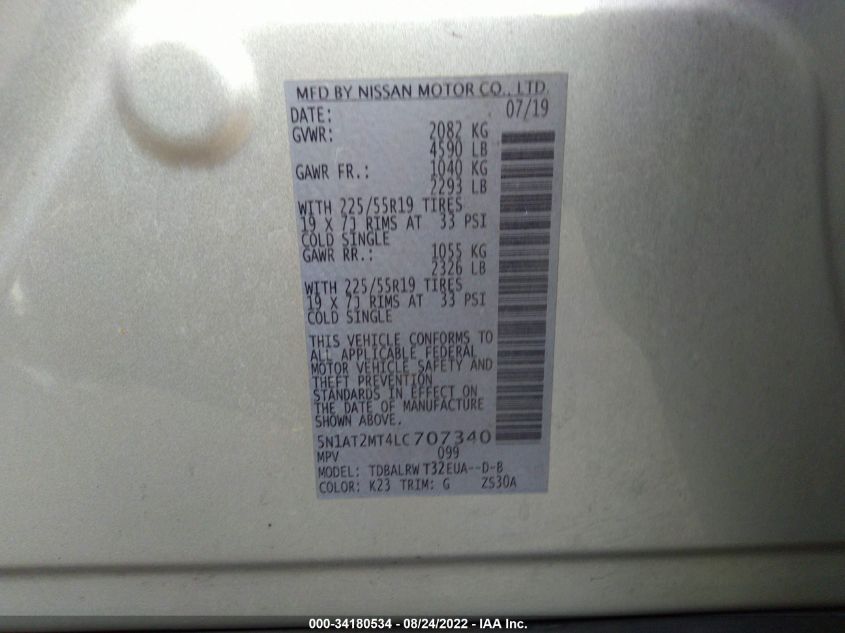 MFD BY NISSAN MOTOR CO., LTD.
DATE: 07/19
GVWR: 2082 KG
4590 LB
GAWR FR.: 1040 KG
2293 LB
WITH 225/55R19 TIRES
19 X 7J RIMS AT 33 PSI
COLD SINGLE
GAWR RR.: 1055 KG
2326 LB
WITH 225/55R19 TIRES
19 X 7J RIMS AT 33 PSI
COLD SINGLE
THIS VEHICLE CONFORMS TO
ALL APPLICABLE FEDERAL
MOTOR VEHICLE SAFETY AND
THEFT PREVENTION
STANDARDS IN EFFECT ON
THE DATE OF MANUFACTURE
SHOWN ABOVE.
5N1AT2MT4LC707340
MPV 099
MODEL: TDBALRW T32EUA--D-B
COLOR: K23 TRIM: G ZS30A
000-34180534 - 08/24/2022 - IAA Inc.